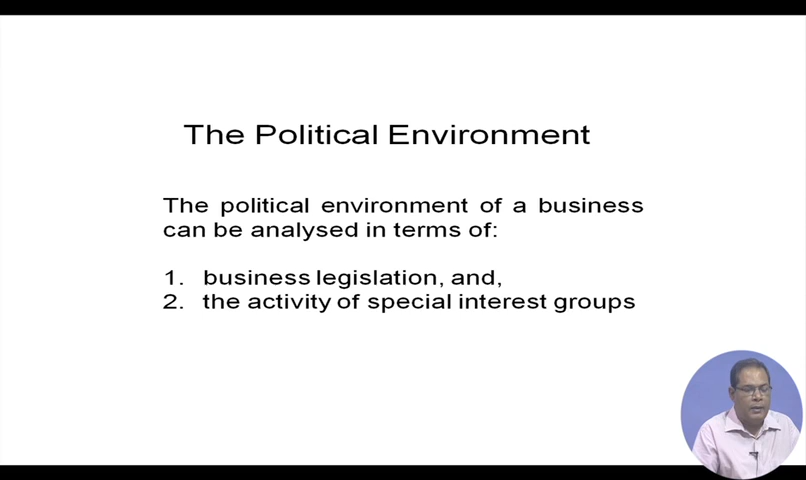 The Political Environment
The political environment of a business
can be analysed in terms of:
1. business legislation, and,
2. the activity of special interest groups